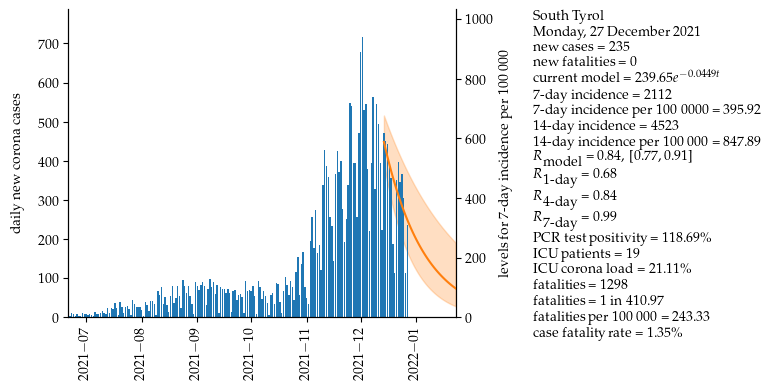 daily new corona cases
0
100
200
300
400
500
600
700
2021−07
2021−08
2021−09
2021−10
2021−11
2021−12
2022−01
0
200
400
600
800
1000
levels for 7-day incidence per 100 000
South Tyrol
Monday, 27 December 2021
new cases = 235
new fatalities = 0
current model = 239.65e^{−0.0449t}
7-day incidence = 2112
7-day incidence per 100 0000 = 395.92
14-day incidence = 4523
14-day incidence per 100 000 = 847.89
R_model = 0.84, [0.77, 0.91]
R_1-day = 0.68
R_4-day = 0.84
R_7-day = 0.99
PCR test positivity = 118.69%
ICU patients = 19
ICU corona load = 21.11%
fatalities = 1298
fatalities = 1 in 410.97
fatalities per 100 000 = 243.33
case fatality rate = 1.35%